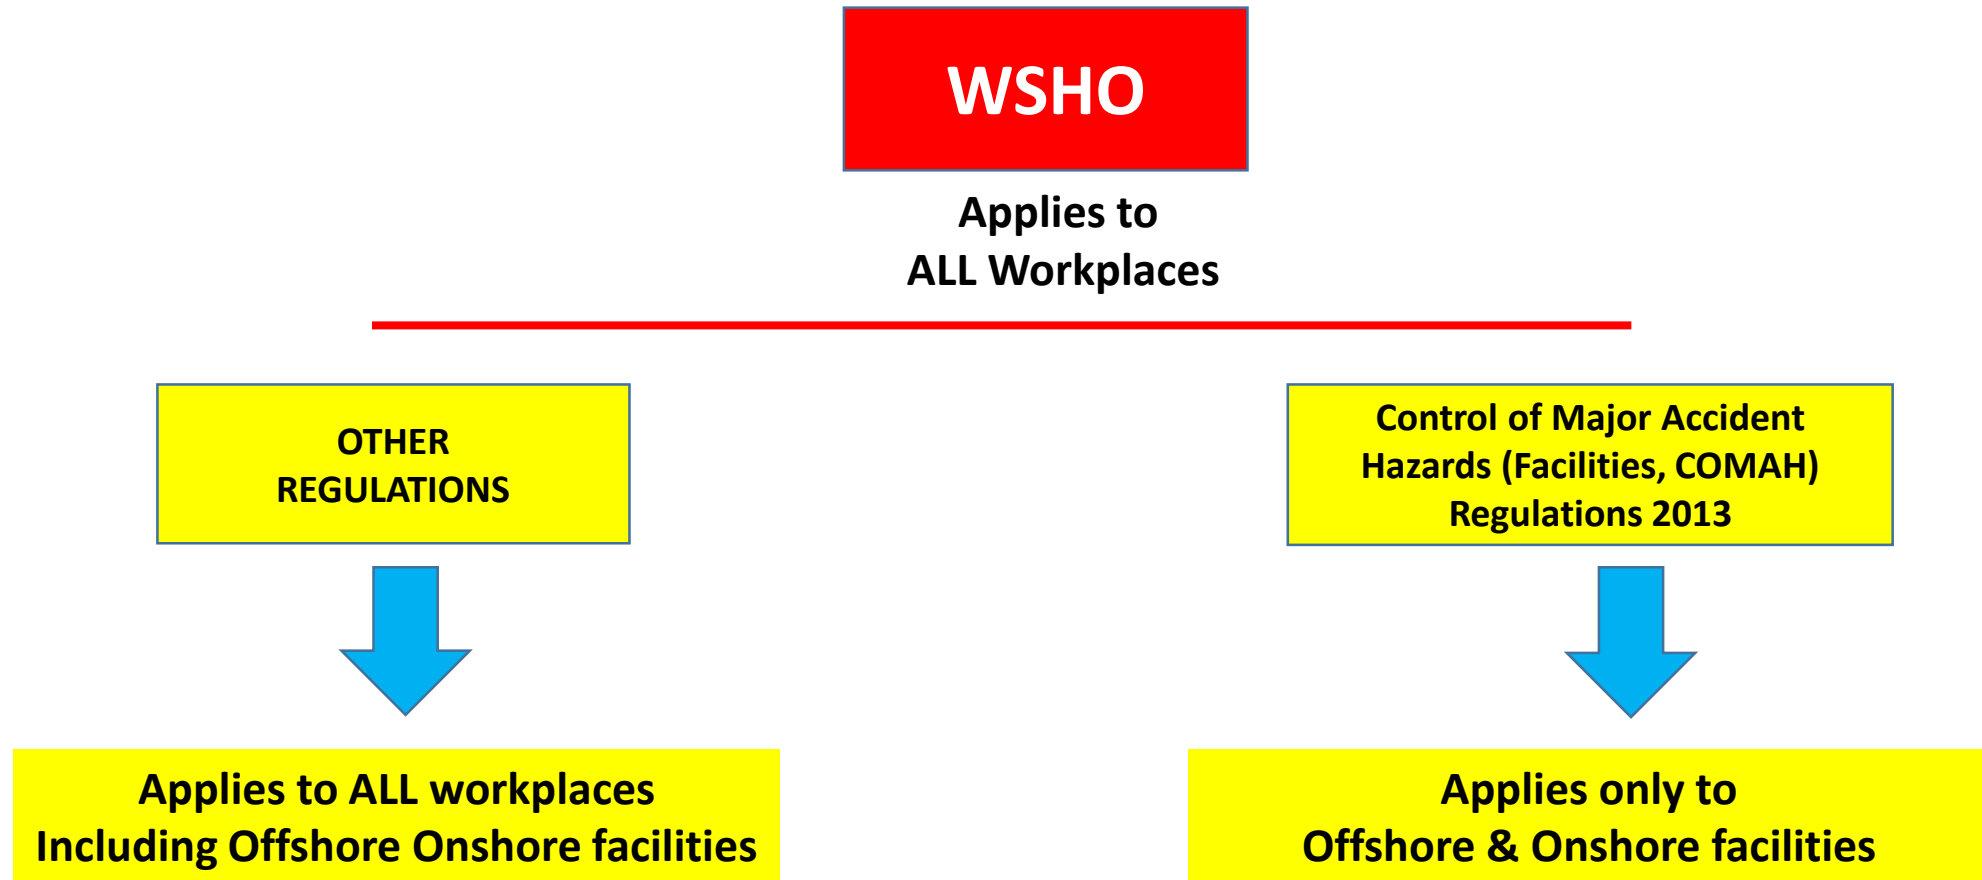 WSHO
Applies to
ALL Workplaces
OTHER
REGULATIONS
Control of Major Accident
Hazards (Facilities, COMAH)
Regulations 2013
Applies to ALL workplaces
Including Offshore Onshore facilities
Applies only to
Offshore & Onshore facilities